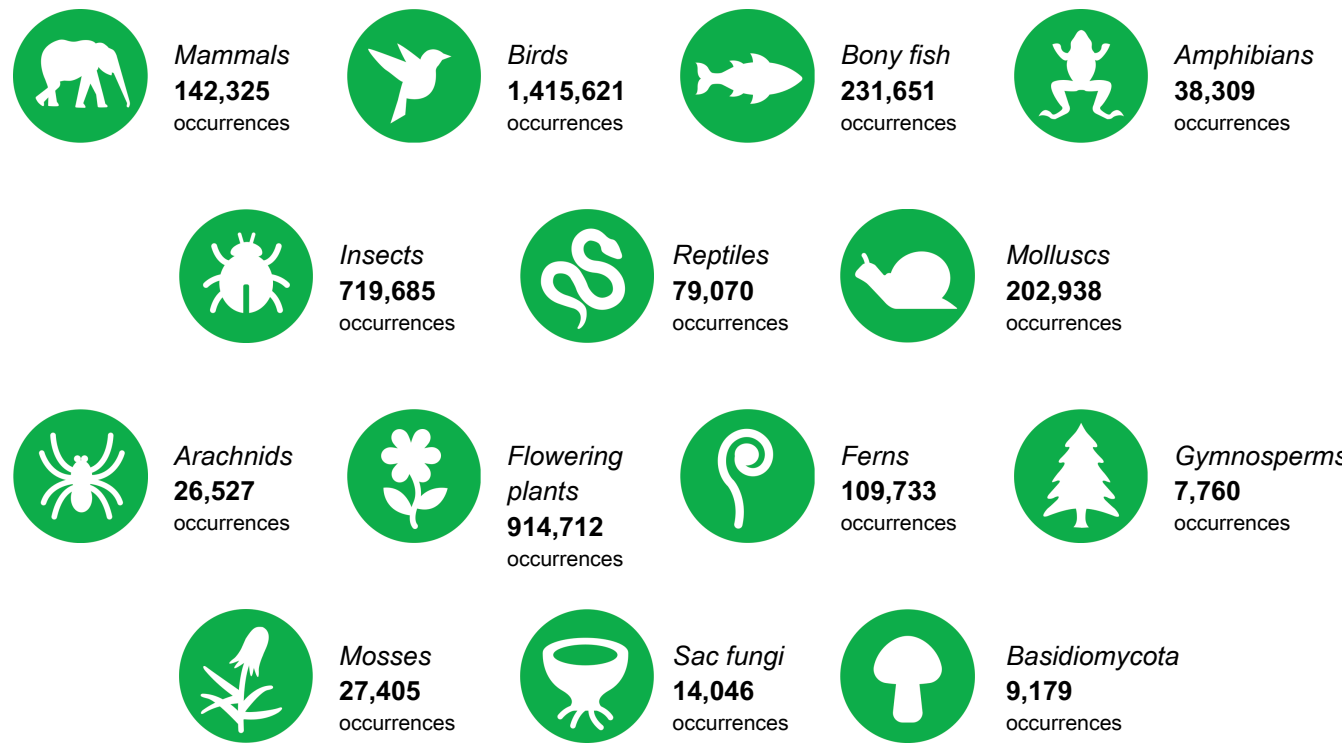 Mammals
142,325
occurrences
Birds
1,415,621
occurrences
Bony fish
231,651
occurrences
Amphibians
38,309
occurrences
Insects
719,685
occurrences
Reptiles
79,070
occurrences
Molluscs
202,938
occurrences
Arachnids
26,527
occurrences
Flowering
plants
914,712
occurrences
Ferns
109,733
occurrences
Gymnosperms
7,760
occurrences
Mosses
27,405
occurrences
Sac fungi
14,046
occurrences
Basidiomycota
9,179
occurrences